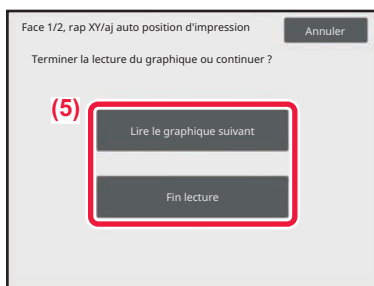 Face 1/2, rap XY/aj auto position d'impression
Annuler
Terminer la lecture du graphique ou continuer ?
(5)
Lire le graphique suivant
Fin lecture